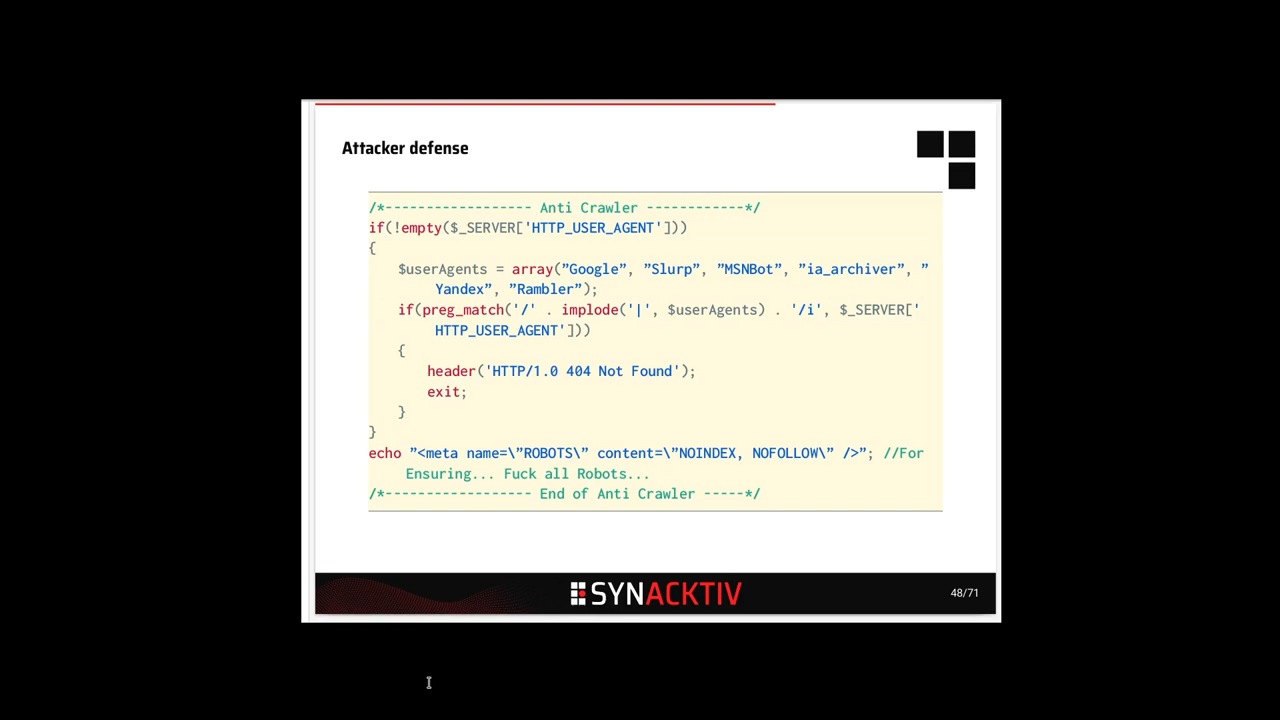 Attacker defense
/*------------------ Anti Crawler ------------*/
if(!empty($_SERVER['HTTP_USER_AGENT']))
{
$userAgents = array(”Google”, ”Slurp”, ”MSNBot”, ”ia_archiver”, ”
Yandex”, ”Rambler”);
if(preg_match('/' . implode('|', $userAgents) . '/i', $_SERVER['
HTTP_USER_AGENT']))
{
header('HTTP/1.0 404 Not Found');
exit;
}
}
echo ”<meta name=\”ROBOTS\” content=\”NOINDEX, NOFOLLOW\” />”; //For
Ensuring... Fuck all Robots...
/*------------------ End of Anti Crawler -----*/
SYNACKTIV
48/71